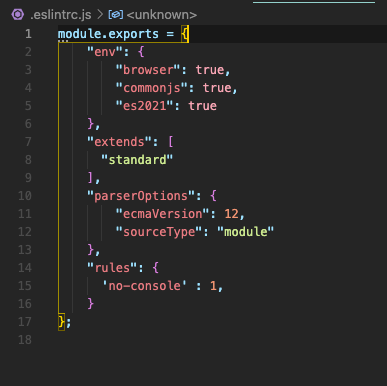 .eslintrc.js > <unknown>
1 module.exports = {
2     "env": {
3         "browser": true,
4         "commonjs": true,
5         "es2021": true
6     },
7     "extends": [
8       "standard"
9     ],
10     "parserOptions": {
11         "ecmaVersion": 12,
12         "sourceType": "module"
13     },
14     "rules": {
15       'no-console' : 1,
16     }
17 };
18